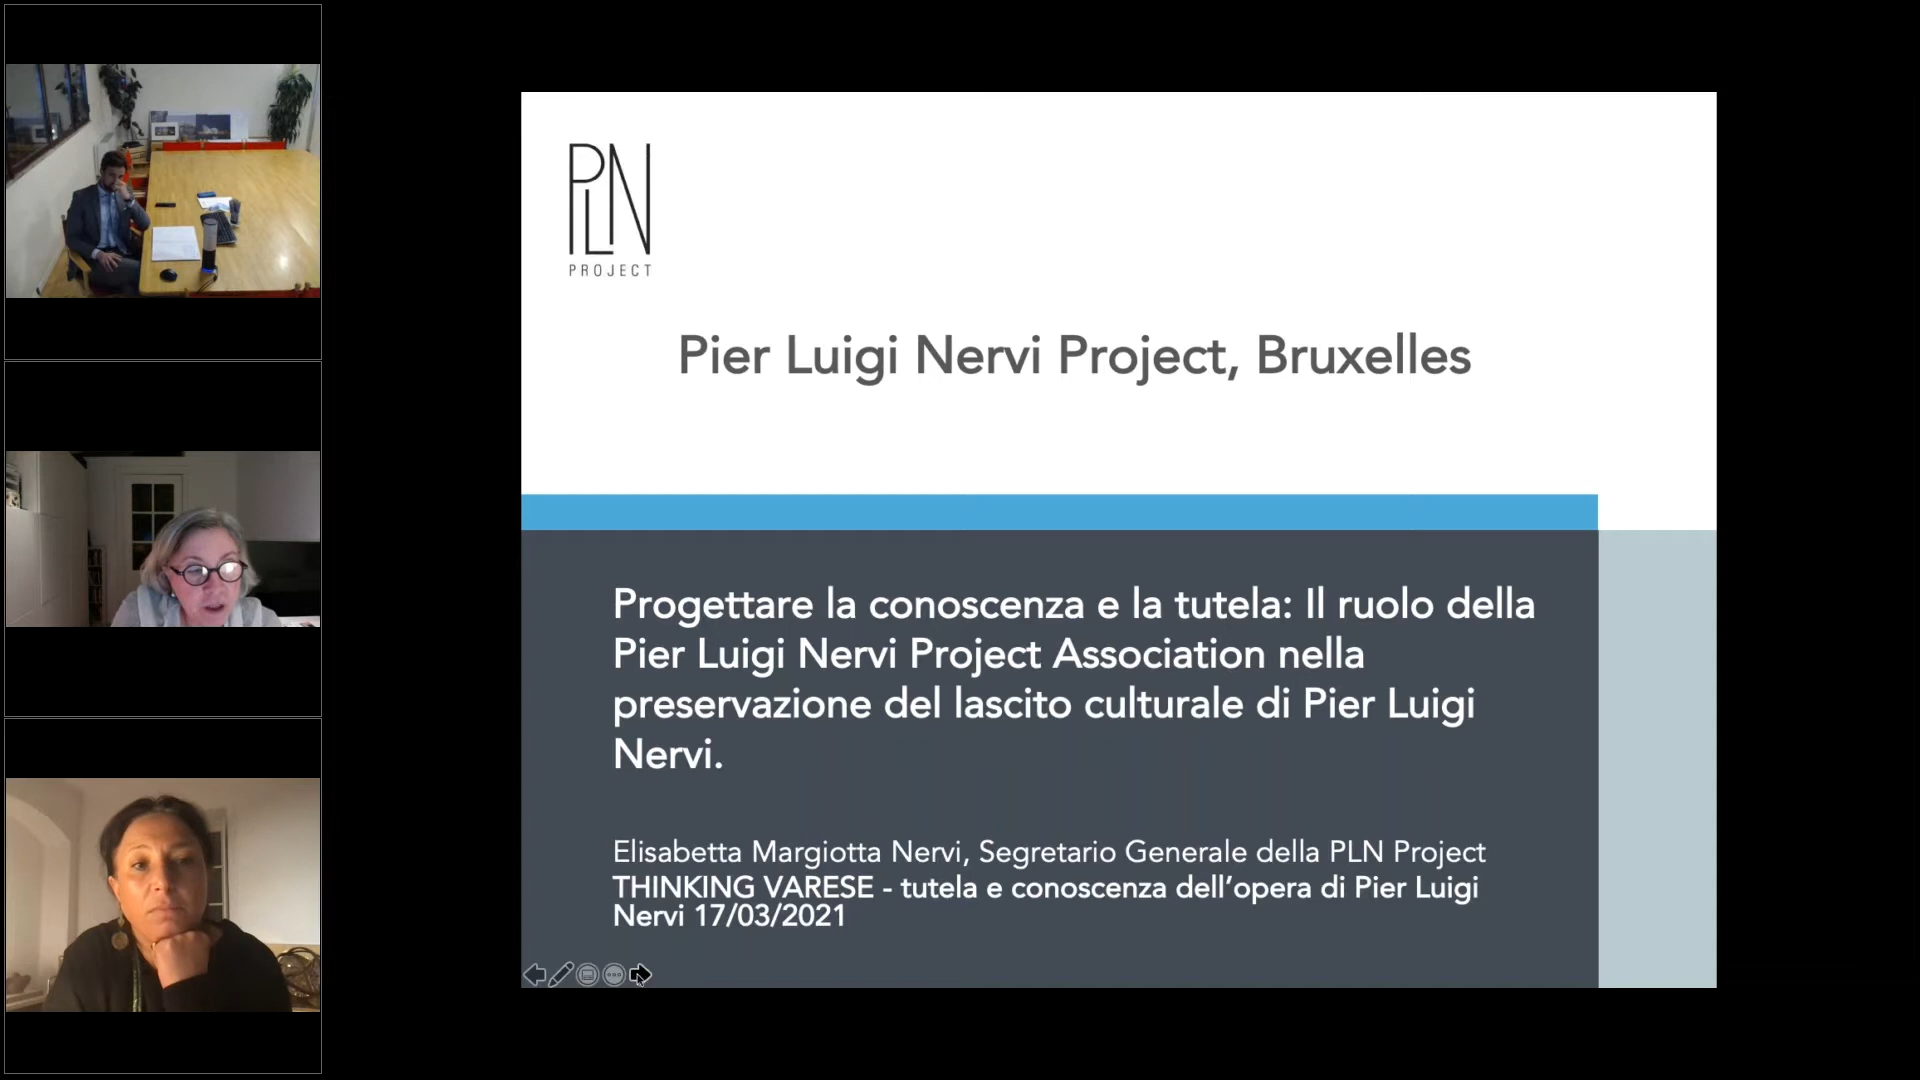 PLN
PROJECT
Pier Luigi Nervi Project, Bruxelles
Progettare la conoscenza e la tutela: Il ruolo della
Pier Luigi Nervi Project Association nella
preservazione del lascito culturale di Pier Luigi
Nervi.
Elisabetta Margiotta Nervi, Segretario Generale della PLN Project
THINKING VARESE - tutela e conoscenza dell’opera di Pier Luigi
Nervi 17/03/2021